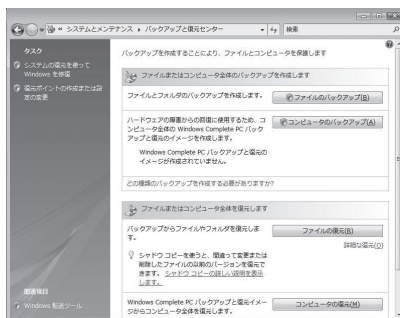 « システムとメンテナンス ▸ バックアップと復元センター
検索
タスク
システムの復元を使って
Windows を修復
復元ポイントの作成または設
定の変更
関連項目
Windows 転送ツール
バックアップを作成することにより、ファイルとコンピュータを保護します
ファイルまたはコンピュータ全体のバックアップを作成します
ファイルとフォルダのバックアップを作成します。
ファイルのバックアップ(B)
ハードウェアの障害からの回復に使用するため、コ
ンピュータ全体の Windows Complete PC バック
アップと復元のイメージを作成します。
コンピュータのバックアップ(A)
Windows Complete PC バックアップと復元の
イメージが作成されていません。
どの種類のバックアップを作成する必要がありますか?
ファイルまたはコンピュータ全体を復元します
バックアップからファイルやフォルダを復元しま
す。
ファイルの復元(R)
詳細な復元(O)
シャドウ コピーを使うと、間違って変更または
削除したファイルの以前のバージョンを復元で
きます。 シャドウ コピーの詳しい説明を表示
します。
Windows Complete PC バックアップと復元イメー
ジからコンピュータ全体を復元します。
コンピュータの復元(M)